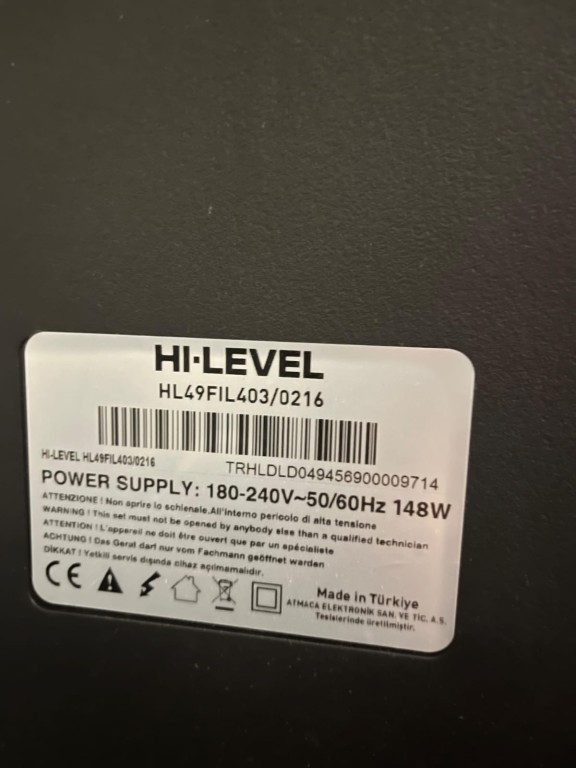 HI-LEVEL
HL49FIL403/0216
HI-LEVEL HL49FIL403/0216
TRHLDLD049456900009714
POWER SUPPLY: 180-240V~50/60Hz 148W
ATTENZIONE ! Non aprire lo schienale.All'interno pericolo di alta tensione
WARNING ! This set must not be opened by anybody else than a qualified technician
ATTENTION ! L'appareil ne doit être ouvert que par un spécialiste
ACHTUNG ! Das Gerat darf nur vom Fachmann geöffnet warden
DİKKAT ! Yetkili servis dışında cihaz açılmamalıdır.
CE
Made in Türkiye
ATMACA ELEKTRONİK SAN. VE TİC. A.S.
Tesislerinde üretilmiştir.